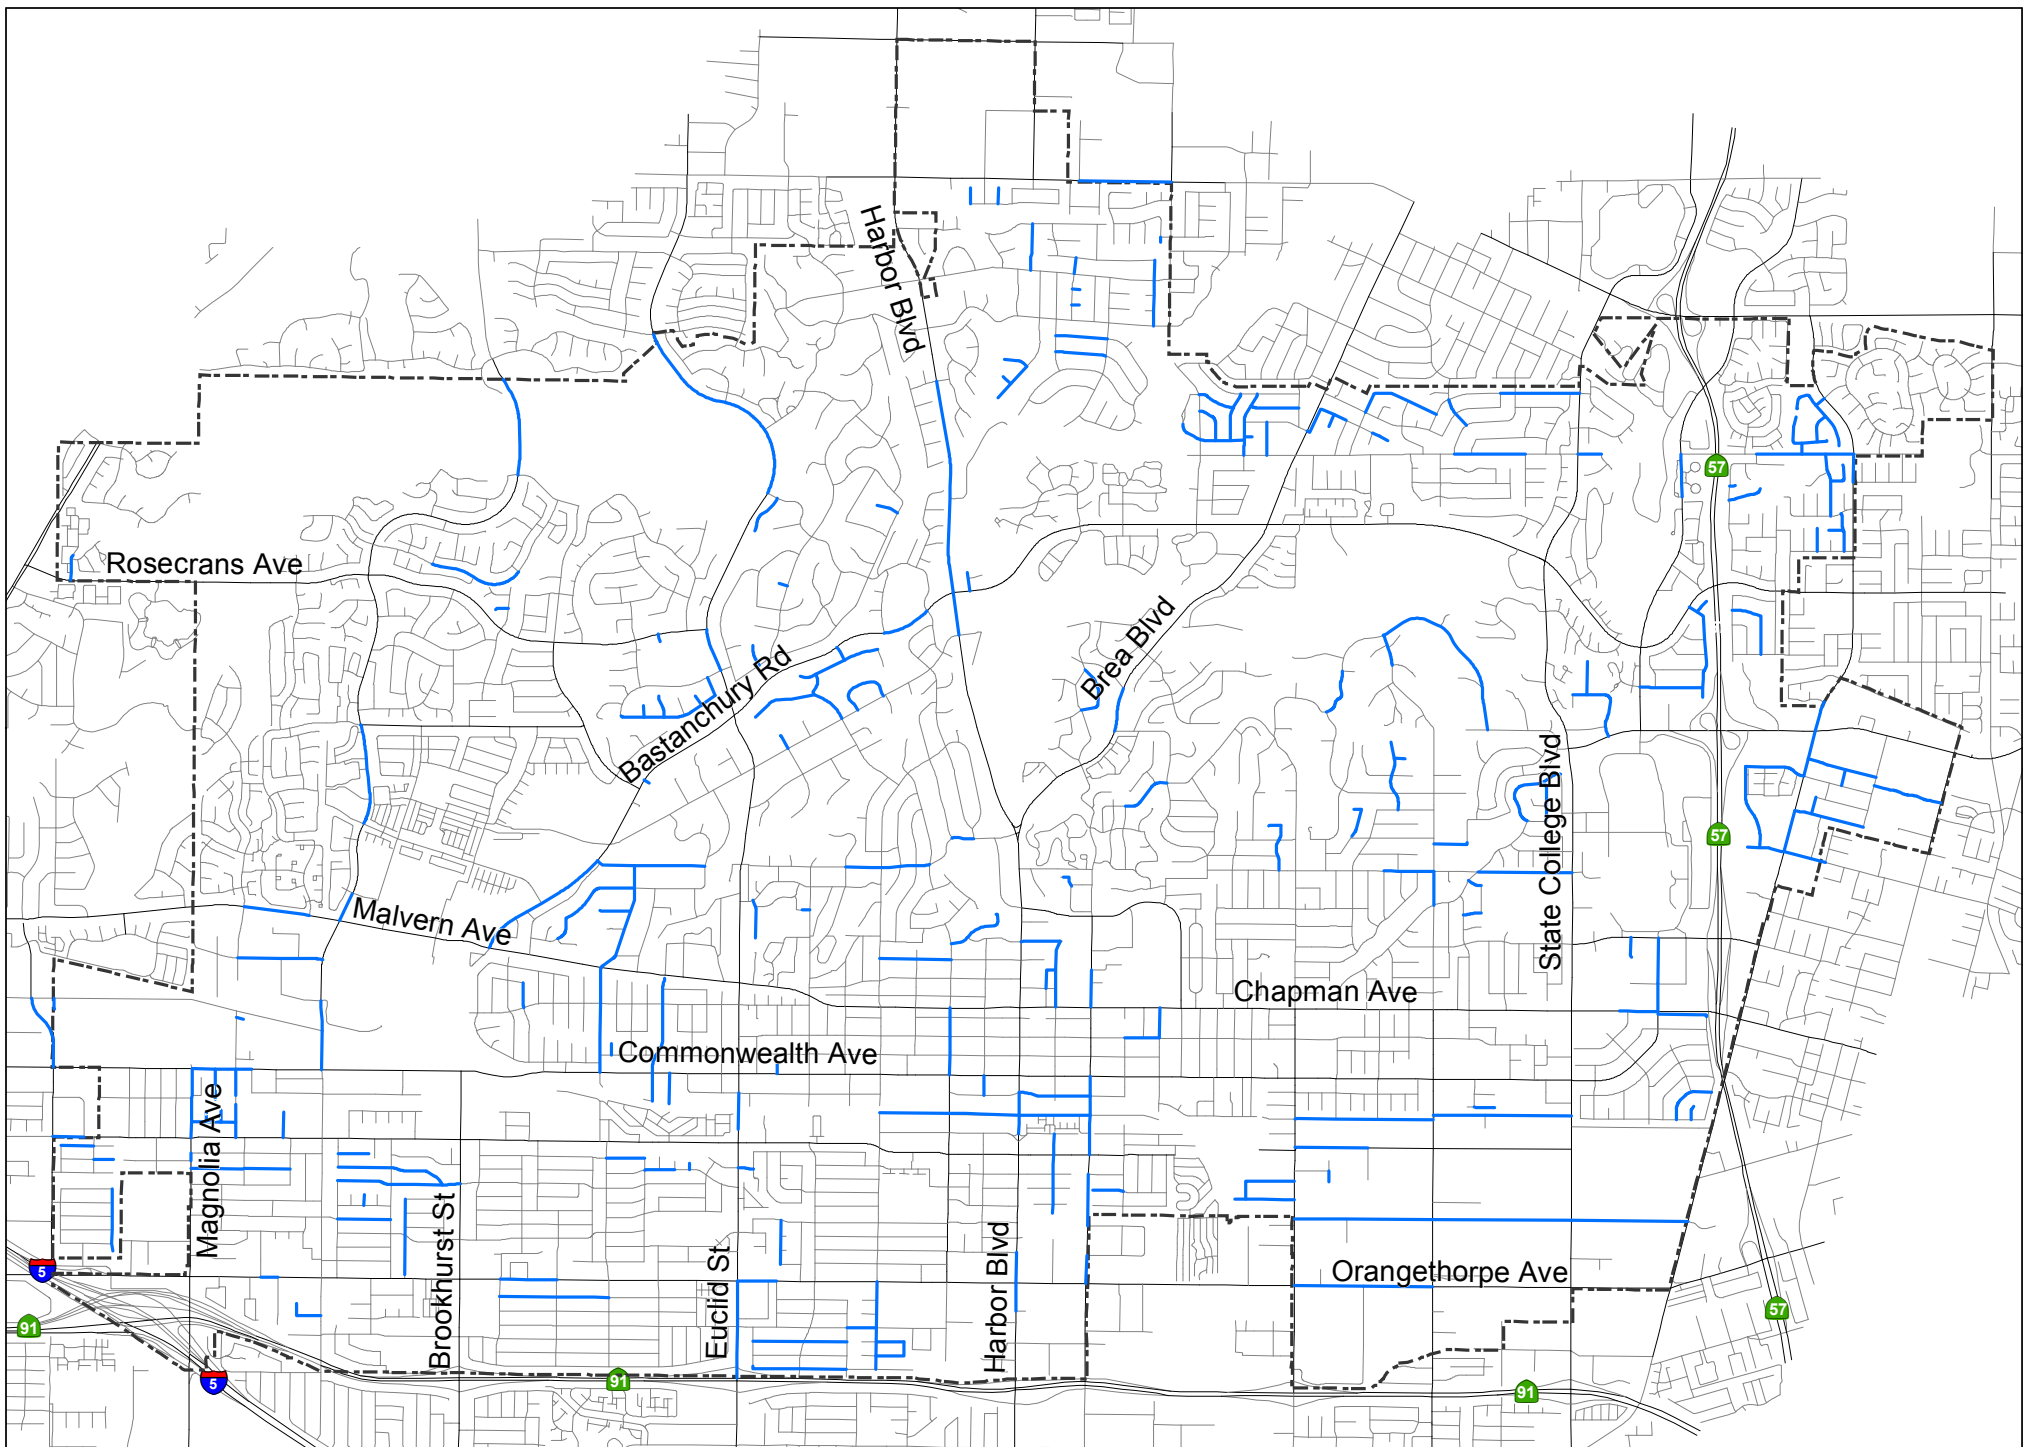 Harbor Blvd
57
Rosecrans Ave
Brea Blvd
Bastanchury Rd
State College Blvd
57
Malvern Ave
Chapman Ave
Commonwealth Ave
Magnolia Ave
Brookhurst St
Euclid St
Harbor Blvd
Orangethorpe Ave
5
91
57
5
91
91